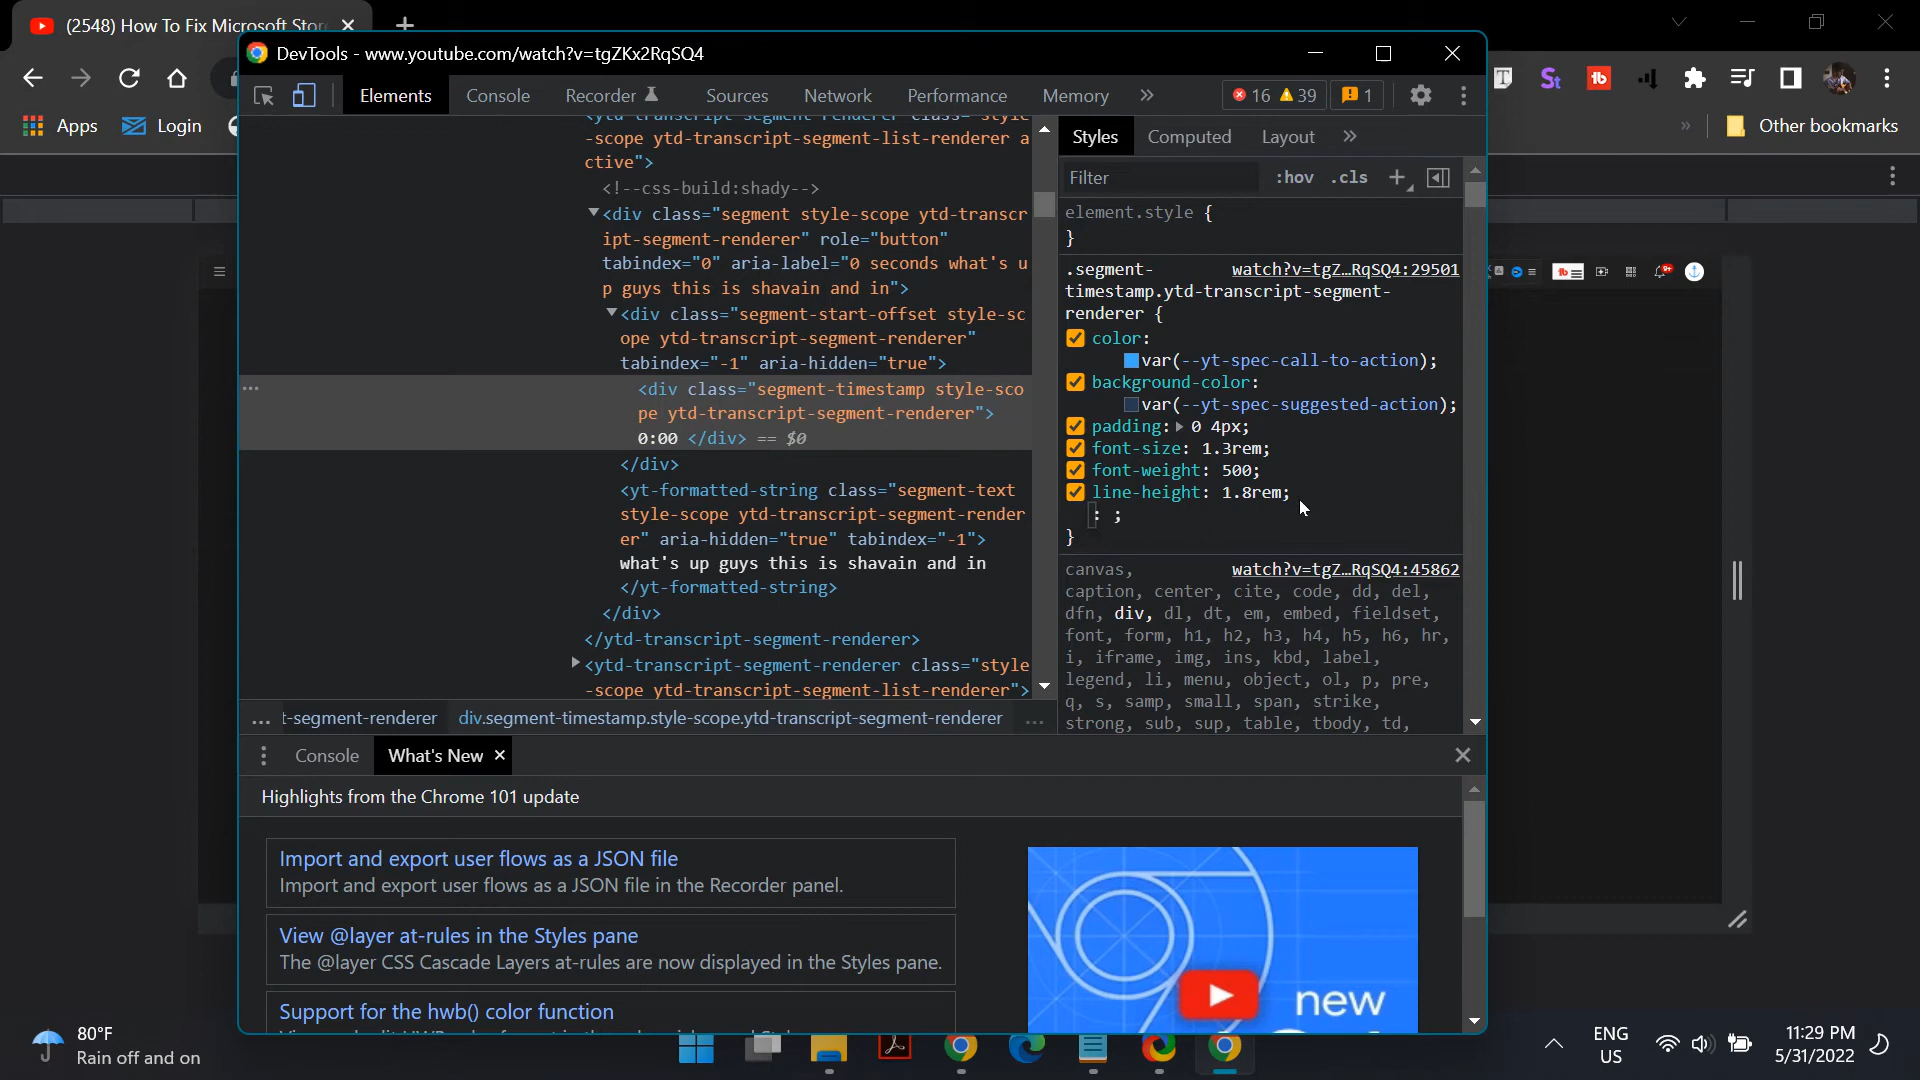 (2548) How To Fix Microsoft Stor
DevTools - www.youtube.com/watch?v=tgZKx2RqSQ4
Apps
Login
Other bookmarks
Elements
Console
Recorder
Sources
Network
Performance
Memory
16
39
1
-scope ytd-transcript-segment-list-renderer a
ctive">
<!--css-build:shady-->
<div class="segment style-scope ytd-transcr
ipt-segment-renderer" role="button"
tabindex="0" aria-label="0 seconds what's u
p guys this is shavain and in">
<div class="segment-start-offset style-sc
ope ytd-transcript-segment-renderer"
tabindex="-1" aria-hidden="true">
<div class="segment-timestamp style-sco
pe ytd-transcript-segment-renderer">
0:00 </div> == $0
</div>
<yt-formatted-string class="segment-text
style-scope ytd-transcript-segment-render
er" aria-hidden="true" tabindex="-1">
what's up guys this is shavain and in
</yt-formatted-string>
</div>
</ytd-transcript-segment-renderer>
<ytd-transcript-segment-renderer class="style
-scope ytd-transcript-segment-list-renderer">
... t-segment-renderer div.segment-timestamp.style-scope.ytd-transcript-segment-renderer ...
Styles
Computed
Layout
Filter
:hov .cls +
element.style {
}
.segment- watch?v=tgZ…RqSQ4:29501
timestamp.ytd-transcript-segment-
renderer {
color:
var(--yt-spec-call-to-action);
background-color:
var(--yt-spec-suggested-action);
padding: 0 4px;
font-size: 1.3rem;
font-weight: 500;
line-height: 1.8rem;
: ;
}
canvas, watch?v=tgZ…RqSQ4:45862
caption, center, cite, code, dd, del,
dfn, div, dl, dt, em, embed, fieldset,
font, form, h1, h2, h3, h4, h5, h6, hr,
i, iframe, img, ins, kbd, label,
legend, li, menu, object, ol, p, pre,
q, s, samp, small, span, strike,
strong, sub, sup, table, tbody, td,
Console
What's New
Highlights from the Chrome 101 update
Import and export user flows as a JSON file
Import and export user flows as a JSON file in the Recorder panel.
View @layer at-rules in the Styles pane
The @layer CSS Cascade Layers at-rules are now displayed in the Styles pane.
Support for the hwb() color function
new
80°F
Rain off and on
ENG
US
11:29 PM
5/31/2022